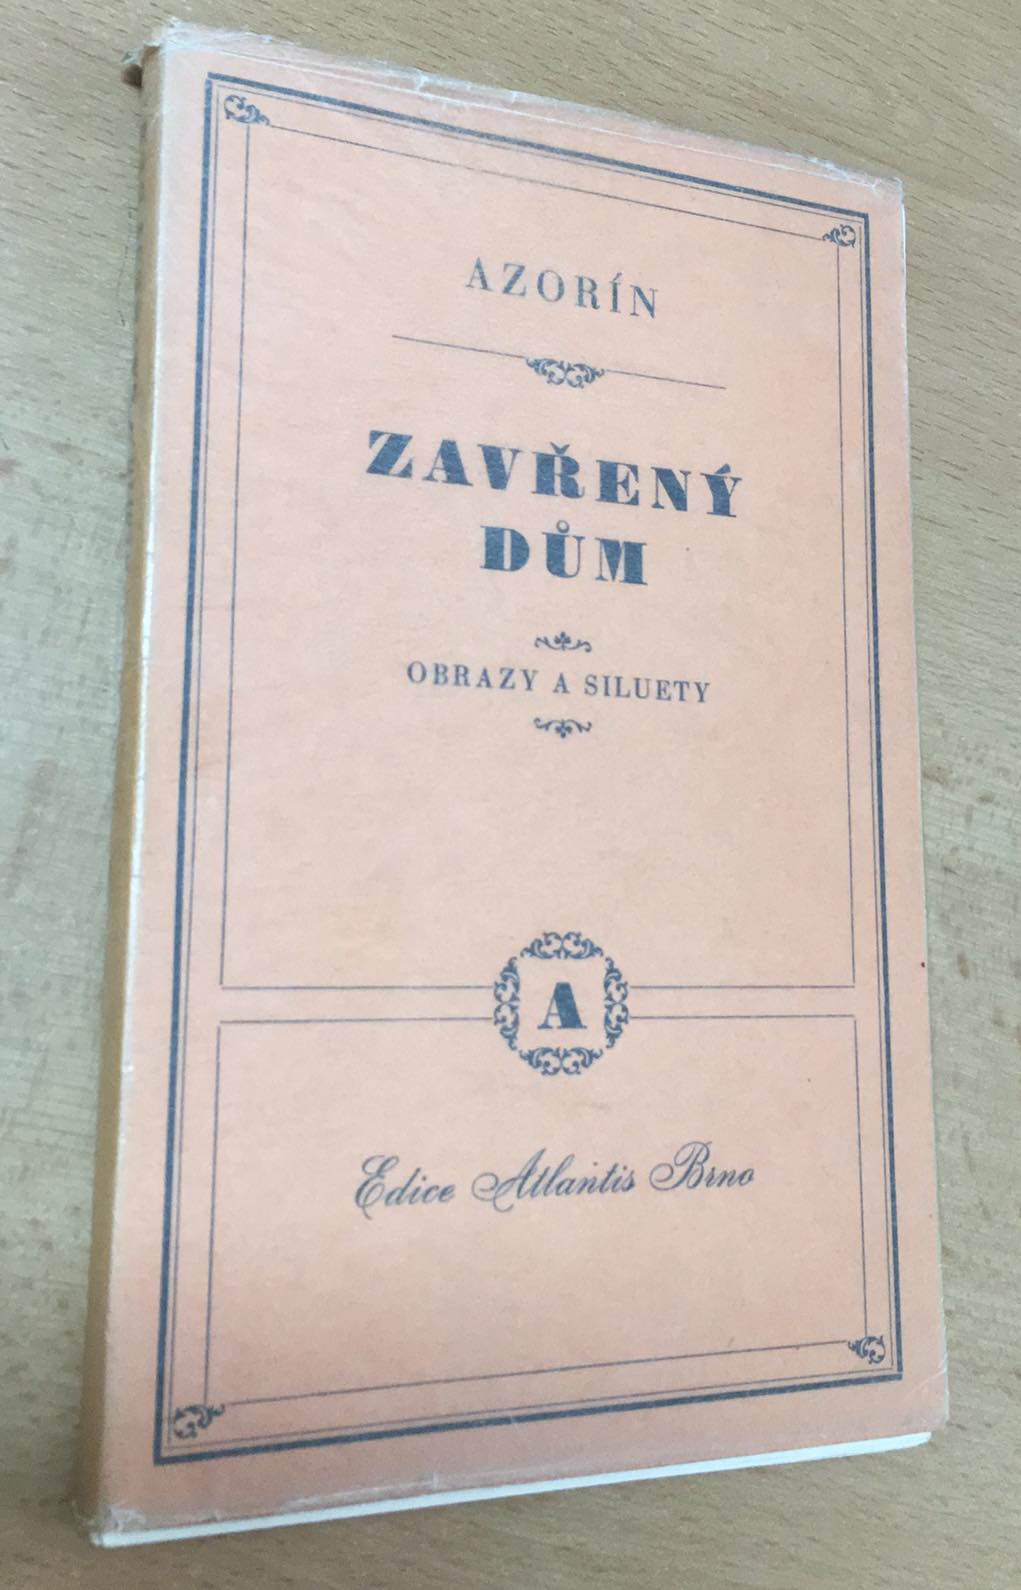 AZORÍN
ZAVŘENÝ
DŮM
OBRAZY A SILUETY
A
Edice Atlantis Brno